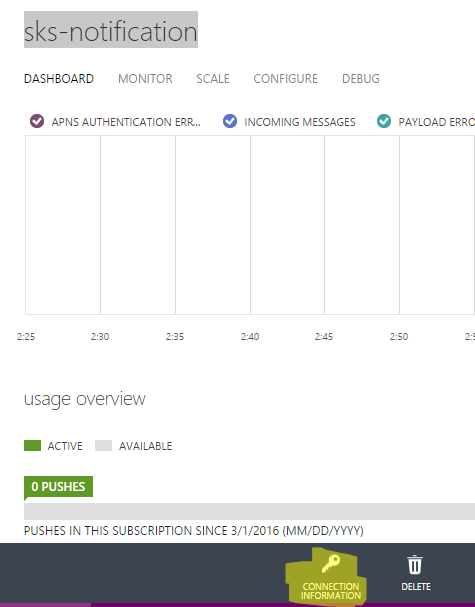 sks-notification
DASHBOARD MONITOR SCALE CONFIGURE DEBUG
APNS AUTHENTICATION ERR... INCOMING MESSAGES PAYLOAD ERRO
2:25 2:30 2:35 2:40 2:45 2:50 2:5
usage overview
ACTIVE AVAILABLE
0 PUSHES
PUSHES IN THIS SUBSCRIPTION SINCE 3/1/2016 (MM/DD/YYYY)
CONNECTION
INFORMATION
DELETE